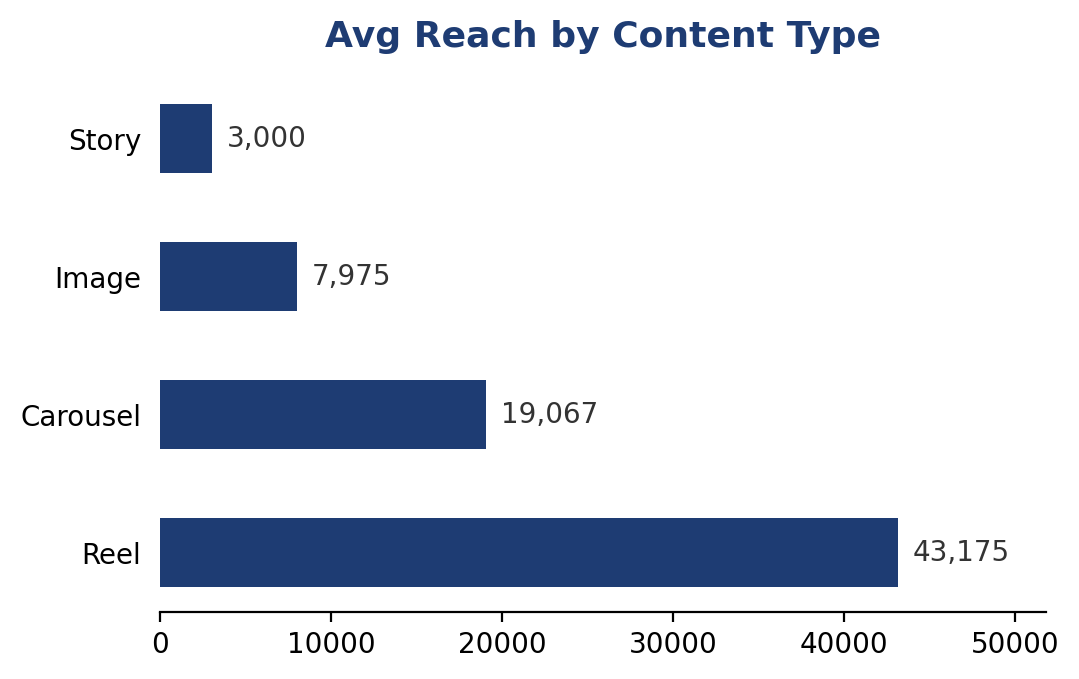 Avg Reach by Content Type
Story 3,000
Image 7,975
Carousel 19,067
Reel 43,175
0 10000 20000 30000 40000 50000